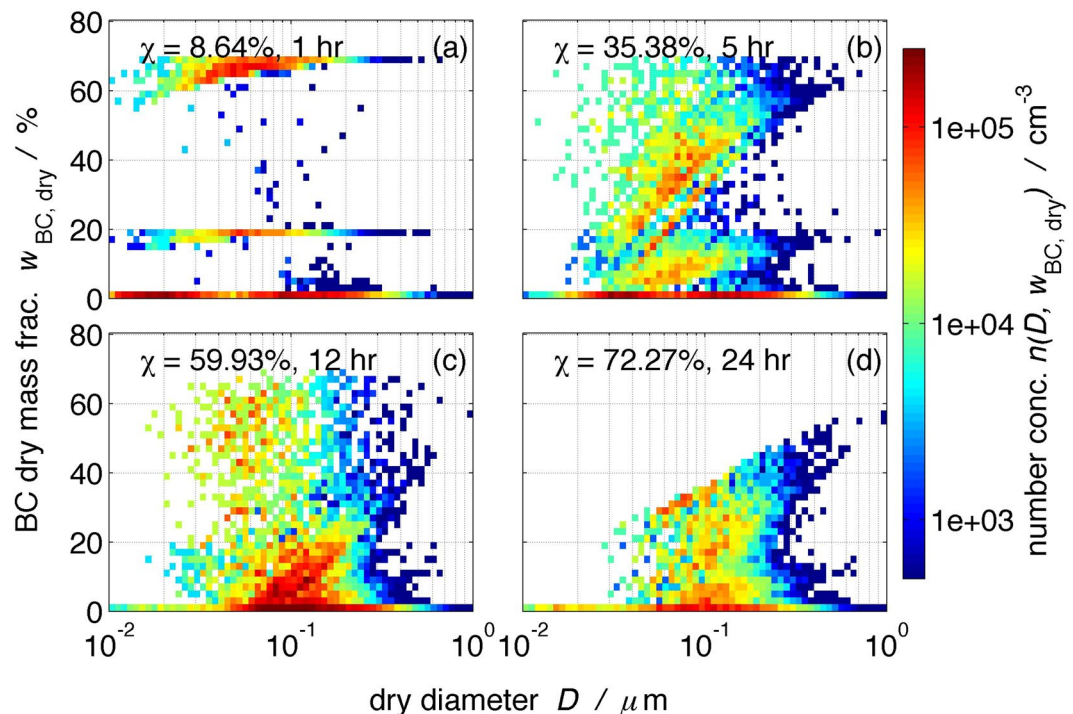 χ = 8.64%, 1 hr
(a)
χ = 35.38%, 5 hr
(b)
χ = 59.93%, 12 hr
(c)
χ = 72.27%, 24 hr
(d)
80
60
40
20
0
80
60
40
20
0
10⁻²
10⁻¹
10⁰
10⁻²
10⁻¹
10⁰
BC dry mass frac. w BC, dry / %
dry diameter D / μm
1e+05
1e+04
1e+03
number conc. n(D, w BC, dry) / cm⁻³